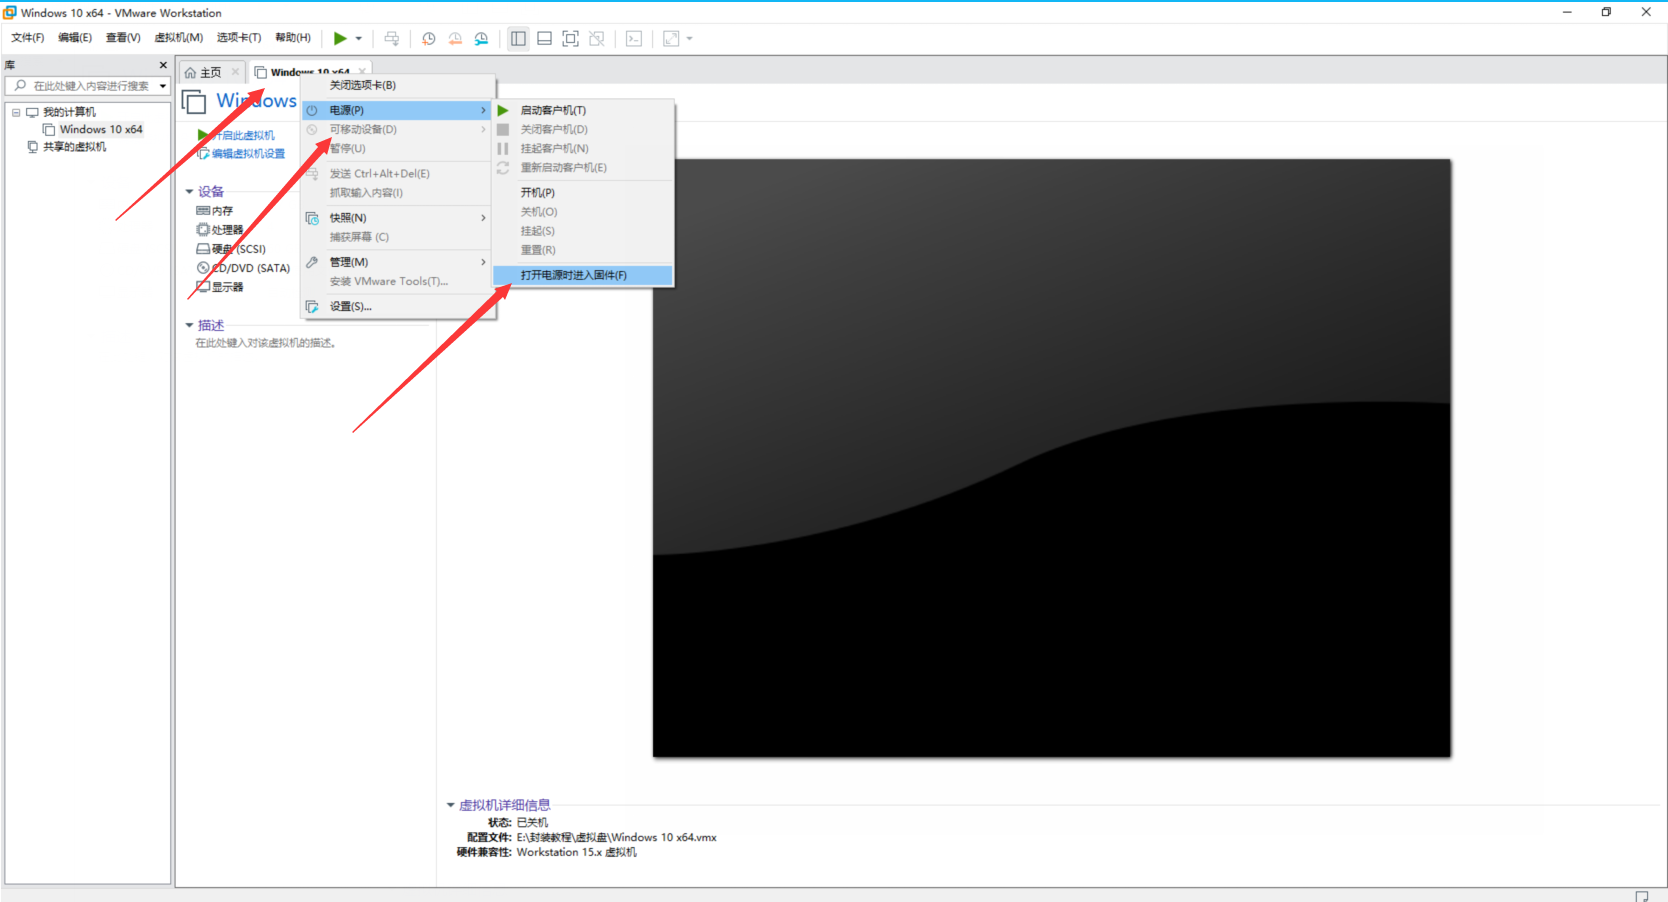 Windows 10 x64 - VMware Workstation
文件(F) 编辑(E) 查看(V) 虚拟机(M) 选项卡(T) 帮助(H)
库
在此处键入内容进行搜索
我的计算机
Windows 10 x64
共享的虚拟机
主页
Windows 10 x64
Windows
开启此虚拟机
编辑虚拟机设置
设备
内存
处理器
硬盘 (SCSI)
CD/DVD (SATA)
显示器
描述
在此处键入对该虚拟机的描述。
关闭选项卡(B)
电源(P)
可移动设备(D)
暂停(U)
发送 Ctrl+Alt+Del(E)
抓取输入内容(I)
快照(N)
捕获屏幕 (C)
管理(M)
安装 VMware Tools(T)...
设置(S)...
启动客户机(T)
关闭客户机(D)
挂起客户机(N)
重新启动客户机(E)
开机(P)
关机(O)
挂起(S)
重置(R)
打开电源时进入固件(F)
虚拟机详细信息
状态: 已关机
配置文件: E:\封装教程\虚拟盘\Windows 10 x64.vmx
硬件兼容性: Workstation 15.x 虚拟机